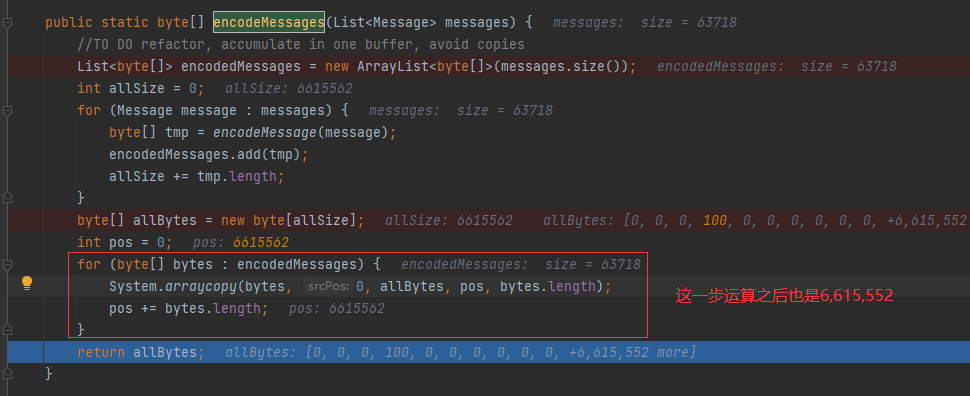 public static byte[] encodeMessages(List<Message> messages) {  messages:  size = 63718
//TO DO refactor, accumulate in one buffer, avoid copies
List<byte[]> encodedMessages = new ArrayList<byte[]>(messages.size());  encodedMessages:  size = 63718
int allSize = 0;  allSize: 6615562
for (Message message : messages) {  messages:  size = 63718
byte[] tmp = encodeMessage(message);
encodedMessages.add(tmp);
allSize += tmp.length;
}
byte[] allBytes = new byte[allSize];  allSize: 6615562  allBytes: [0, 0, 0, 100, 0, 0, 0, 0, 0, 0, +6,615,552
int pos = 0;  pos: 6615562
for (byte[] bytes : encodedMessages) {  encodedMessages:  size = 63718
System.arraycopy(bytes, srcPos: 0, allBytes, pos, bytes.length);
这一步运算之后也是6,615,552
pos += bytes.length;  pos: 6615562
}
return allBytes;  allBytes: [0, 0, 0, 100, 0, 0, 0, 0, 0, 0, +6,615,552 more]
}